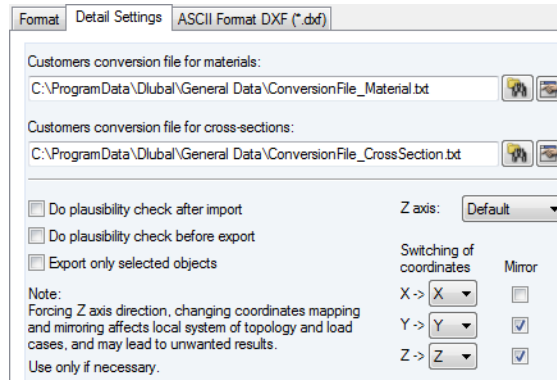 Format Detail Settings ASCII Format DXF (*.dxf)
Customers conversion file for materials:
C:\ProgramData\Dlubal\General Data\ConversionFile_Material.txt
Customers conversion file for cross-sections:
C:\ProgramData\Dlubal\General Data\ConversionFile_CrossSection.txt
Do plausibility check after import
Do plausibility check before export
Export only selected objects
Note:
Forcing Z axis direction, changing coordinates mapping
and mirroring affects local system of topology and load
cases, and may lead to unwanted results.
Use only if necessary.
Z axis: Default
Switching of
coordinates Mirror
X -> X
Y -> Y
Z -> Z